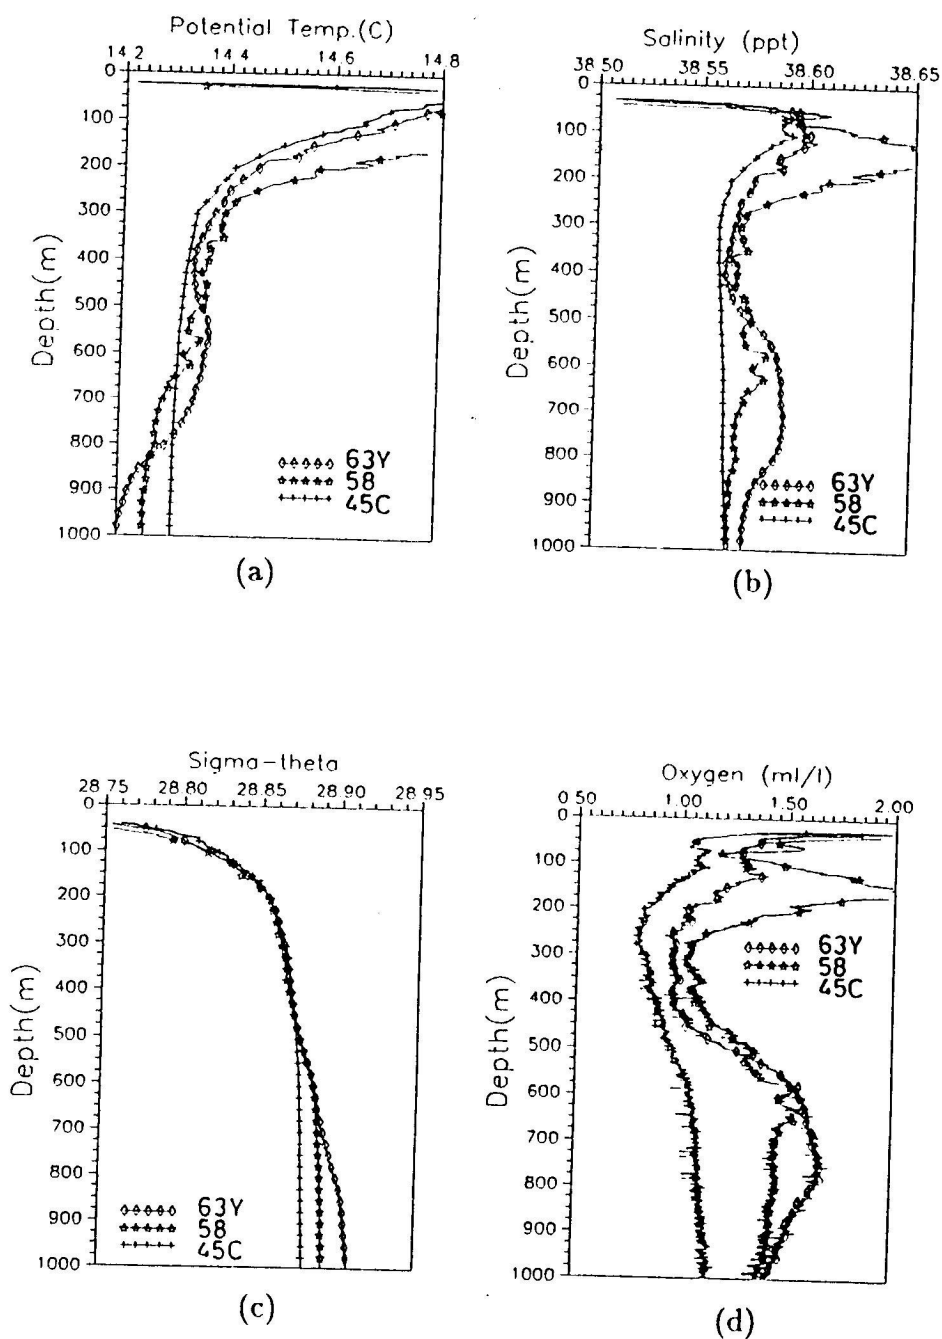 Potential Temp.(C)
14.2 14.4 14.6 14.8
0
100
200
300
400
500
600
700
800
900
1000
Depth(m)
63Y
58
45C
(a)
Salinity (ppt)
38.50 38.55 38.60 38.65
0
100
200
300
400
500
600
700
800
900
1000
Depth(m)
63Y
58
45C
(b)
Sigma-theta
28.75 28.80 28.85 28.90 28.95
0
100
200
300
400
500
600
700
800
900
1000
Depth(m)
63Y
58
45C
(c)
Oxygen (ml/l)
0.50 1.00 1.50 2.00
0
100
200
300
400
500
600
700
800
900
1000
Depth(m)
63Y
58
45C
(d)